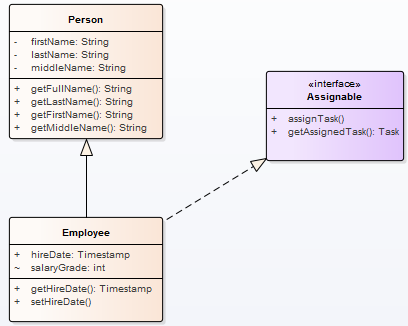 Person
- firstName: String
- lastName: String
- middleName: String
+ getFullName(): String
+ getLastName(): String
+ getFirstName(): String
+ getMiddleName(): String
«interface»
Assignable
+ assignTask()
+ getAssignedTask(): Task
Employee
+ hireDate: Timestamp
~ salaryGrade: int
+ getHireDate(): Timestamp
+ setHireDate()